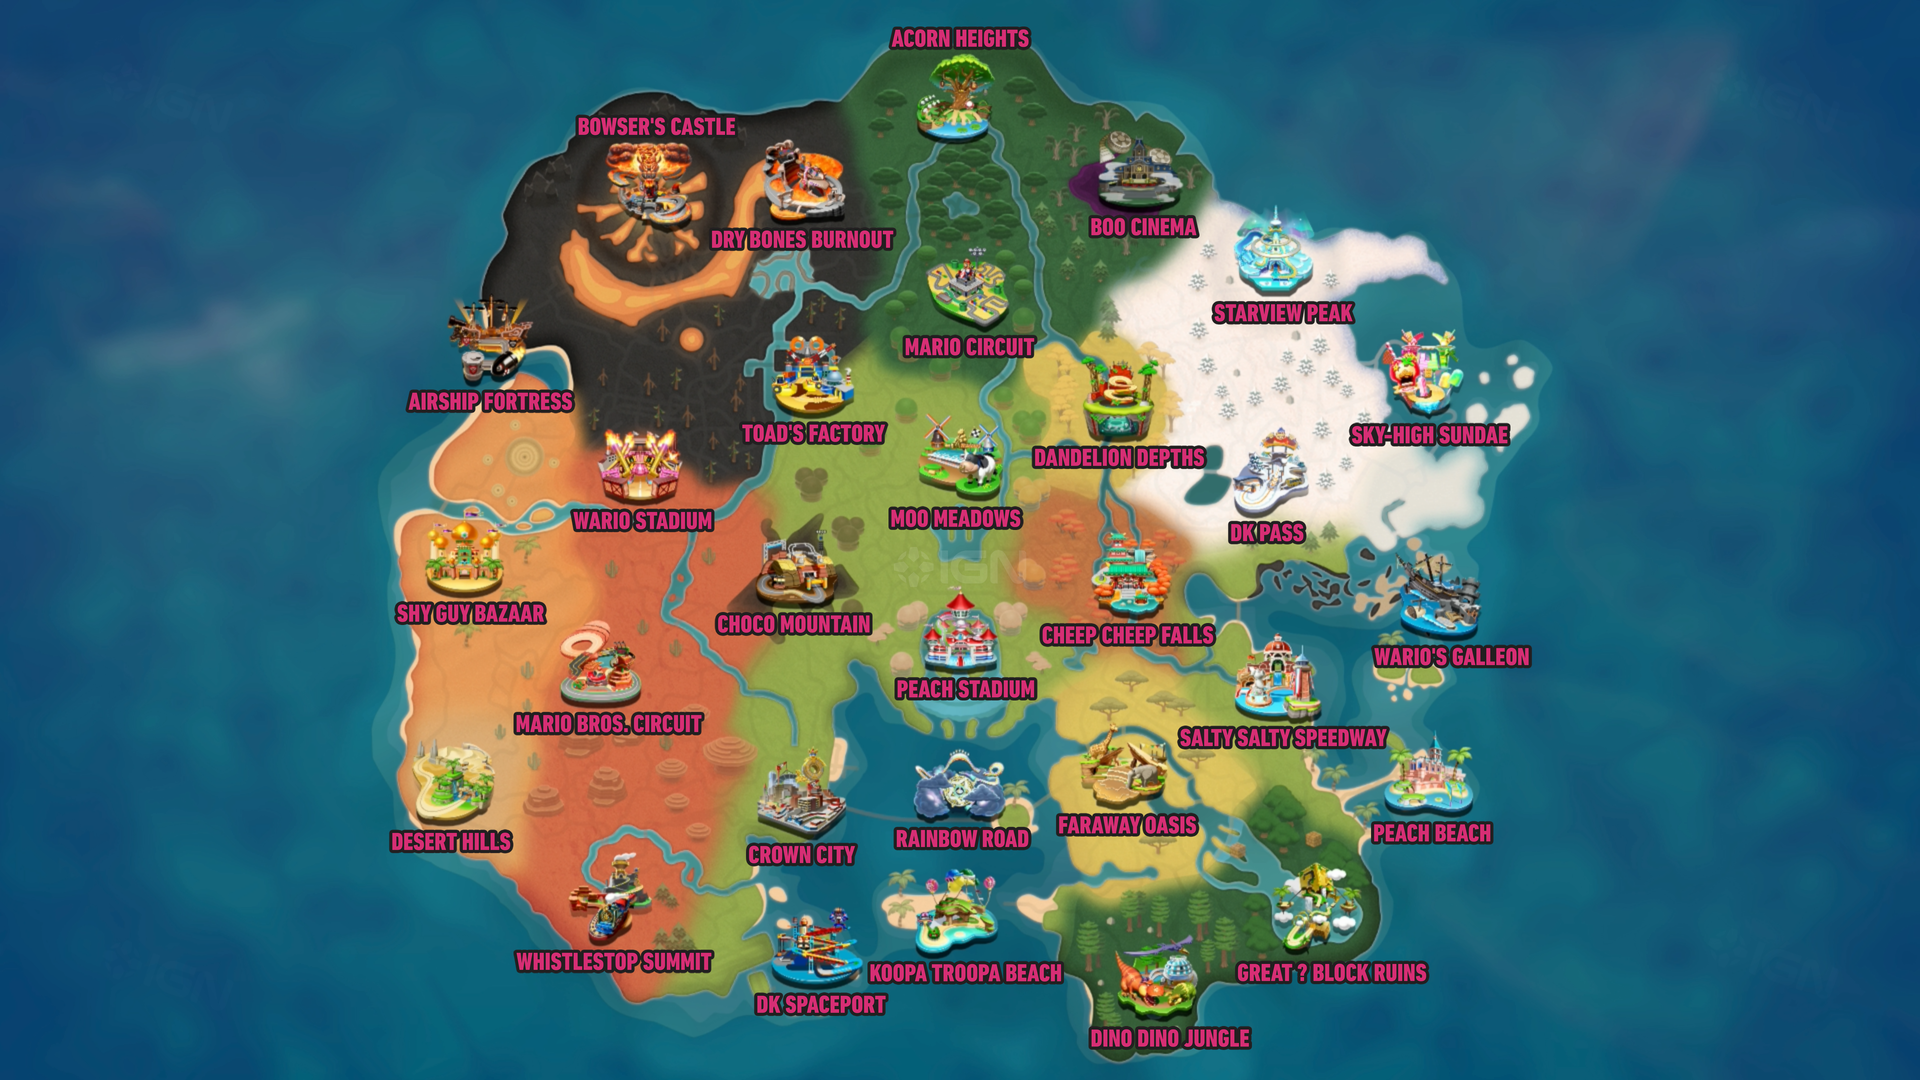 ACORN HEIGHTS
BOWSER'S CASTLE
DRY BONES BURNOUT
BOO CINEMA
STARVIEW PEAK
MARIO CIRCUIT
AIRSHIP FORTRESS
TOAD'S FACTORY
SKY-HIGH SUNDAE
DANDELION DEPTHS
WARIO STADIUM
MOO MEADOWS
DK PASS
IGN
SHY GUY BAZAAR
CHOCO MOUNTAIN
CHEEP CHEEP FALLS
WARIO'S GALLEON
PEACH STADIUM
MARIO BROS. CIRCUIT
SALTY SALTY SPEEDWAY
DESERT HILLS
CROWN CITY
RAINBOW ROAD
FARAWAY OASIS
PEACH BEACH
WHISTLESTOP SUMMIT
KOOPA TROOPA BEACH
GREAT ? BLOCK RUINS
DK SPACEPORT
DINO DINO JUNGLE